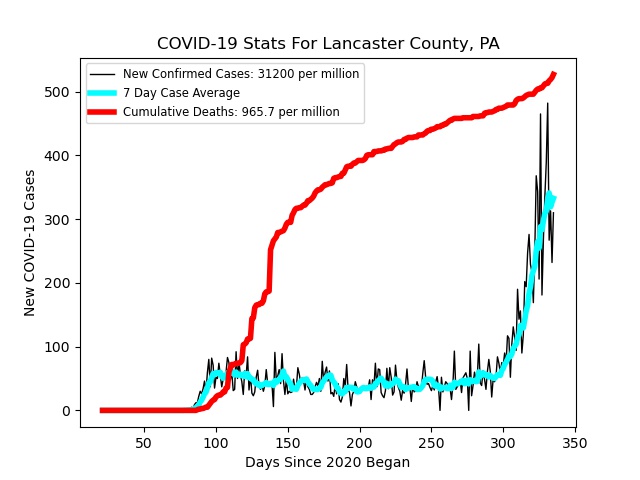 COVID-19 Stats For Lancaster County, PA
New Confirmed Cases: 31200 per million
7 Day Case Average
Cumulative Deaths: 965.7 per million
New COVID-19 Cases
500
400
300
200
100
0
50 100 150 200 250 300 350
Days Since 2020 Began